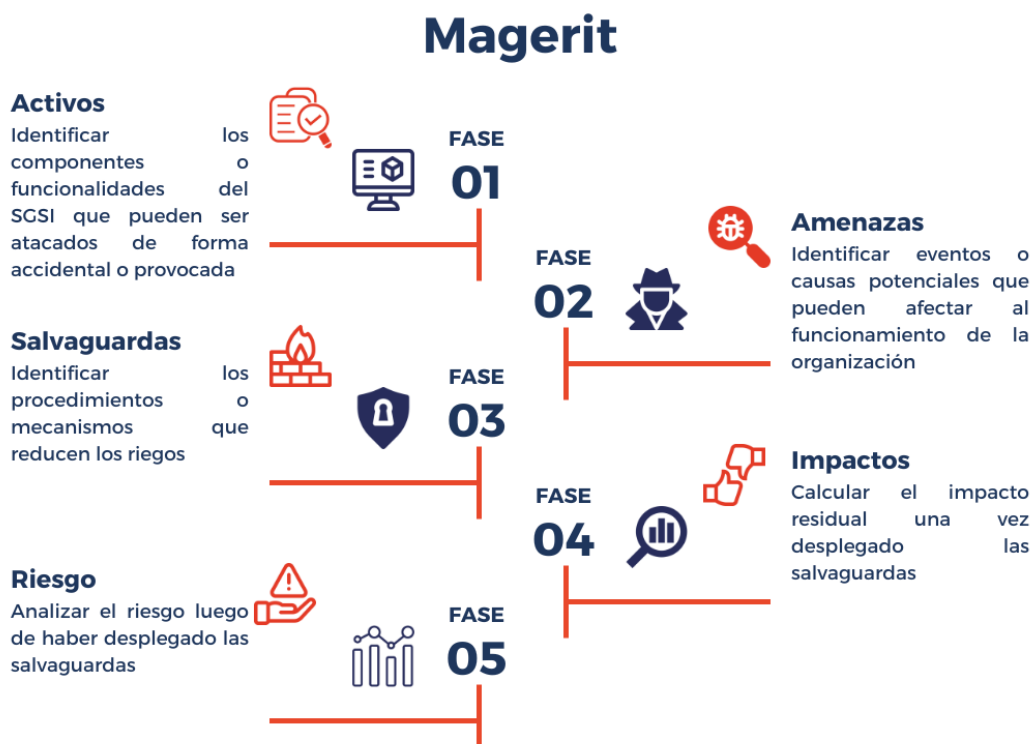 Magerit
Activos
Identificar los
componentes o
funcionalidades del
SGSI que pueden ser
atacados de forma
accidental o provocada
FASE
01
Amenazas
Identificar eventos o
causas potenciales que
pueden afectar al
funcionamiento de la
organización
FASE
02
Salvaguardas
Identificar los
procedimientos o
mecanismos que
reducen los riegos
FASE
03
Impactos
Calcular el impacto
residual una vez
desplegado las
salvaguardas
FASE
04
Riesgo
Analizar el riesgo luego
de haber desplegado las
salvaguardas
FASE
05